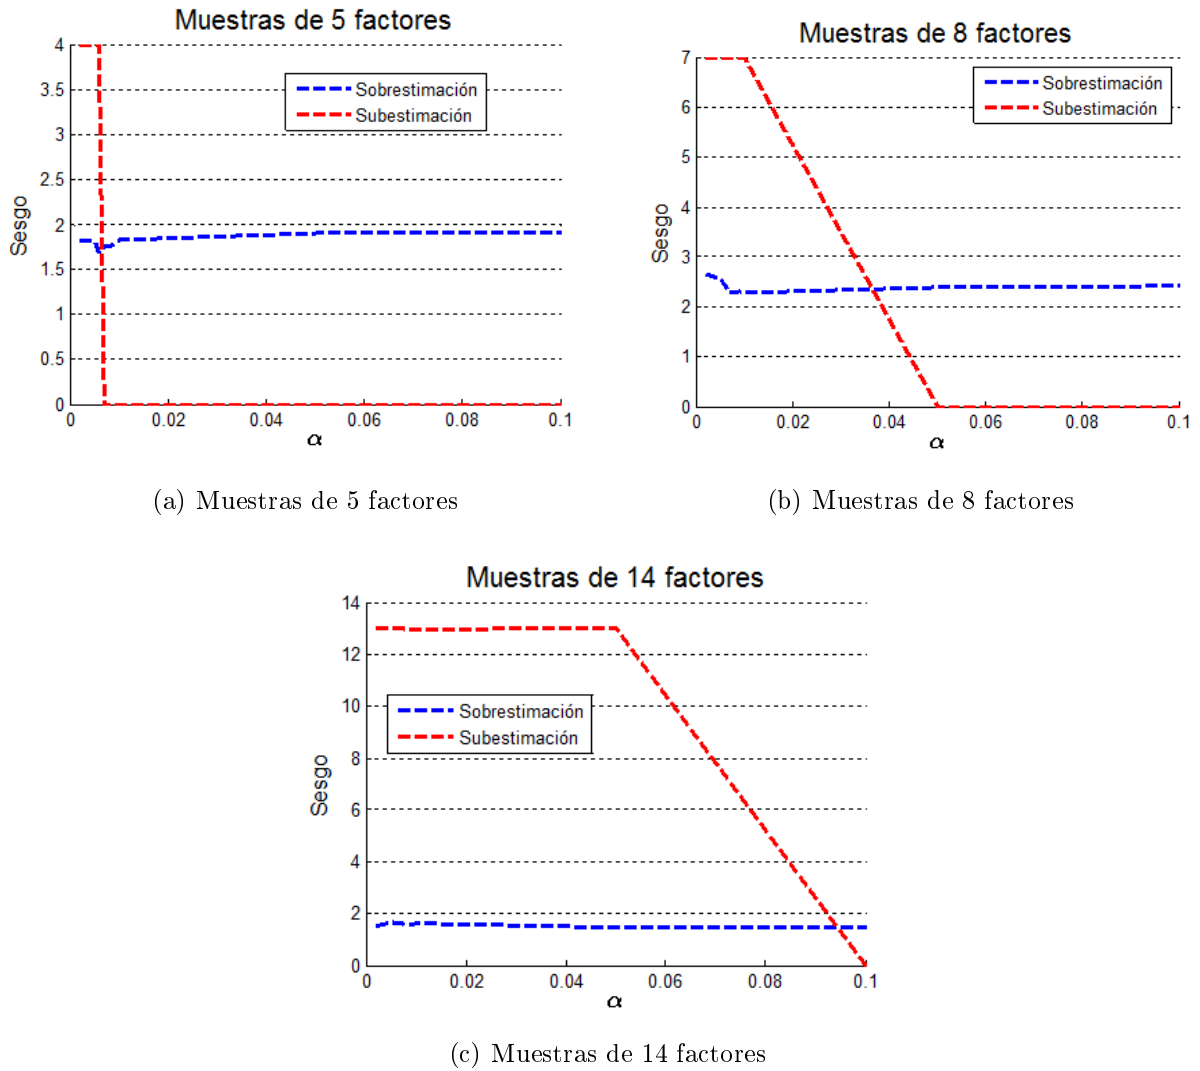 Muestras de 5 factores
4
3.5
3
2.5
2
1.5
1
0.5
0
Sesgo
Sobrestimación
Subestimación
0 0.02 0.04 0.06 0.08 0.1
α
(a) Muestras de 5 factores
Muestras de 8 factores
7
6
5
4
3
2
1
0
Sesgo
Sobrestimación
Subestimación
0 0.02 0.04 0.06 0.08 0.1
α
(b) Muestras de 8 factores
Muestras de 14 factores
14
12
10
8
6
4
2
0
Sesgo
Sobrestimación
Subestimación
0 0.02 0.04 0.06 0.08 0.1
α
(c) Muestras de 14 factores